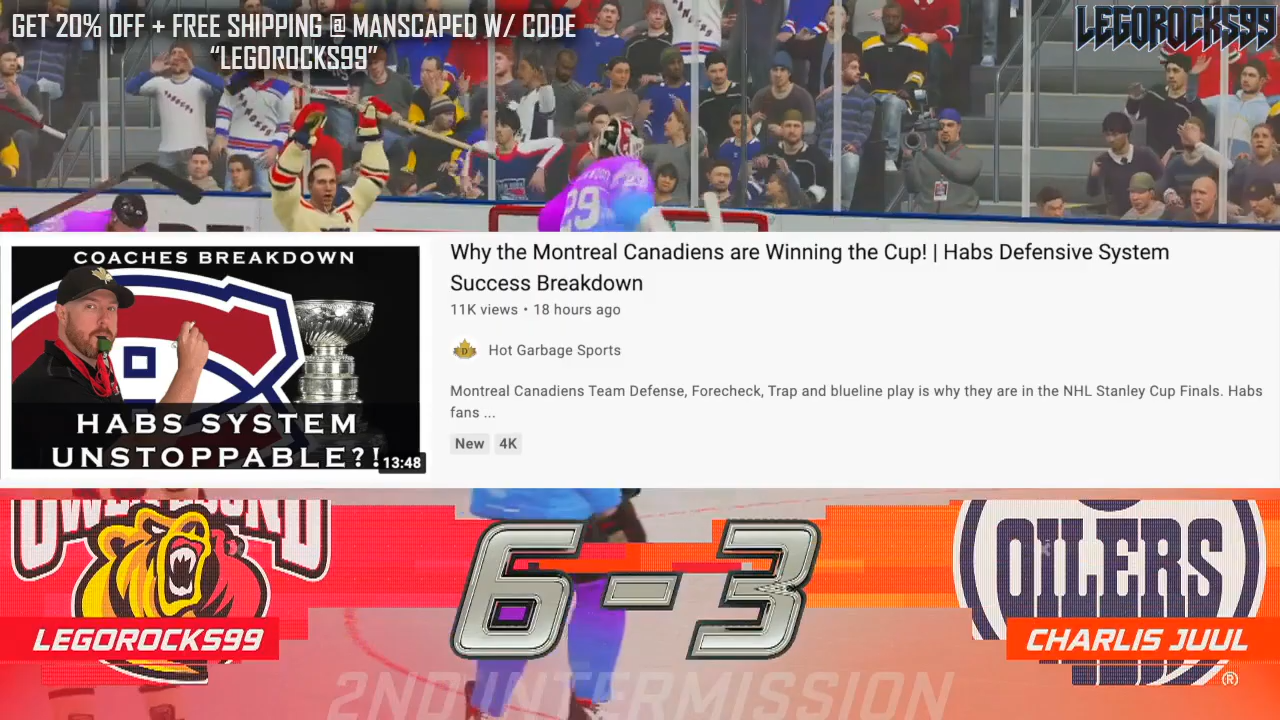 GET 20% OFF + FREE SHIPPING @ MANSCAPED W/ CODE
“LEGOROCKS99”
LEGOROCKS99
29
COACHES BREAKDOWN
HABS SYSTEM
UNSTOPPABLE?!
13:48
Why the Montreal Canadiens are Winning the Cup! | Habs Defensive System
Success Breakdown
11K views • 18 hours ago
D
Hot Garbage Sports
Montreal Canadiens Team Defense, Forecheck, Trap and blueline play is why they are in the NHL Stanley Cup Finals. Habs
fans ...
New 4K
OILERS
®
LEGOROCKS99
6 - 3
CHARLIS JUUL
2ND INTERMISSION